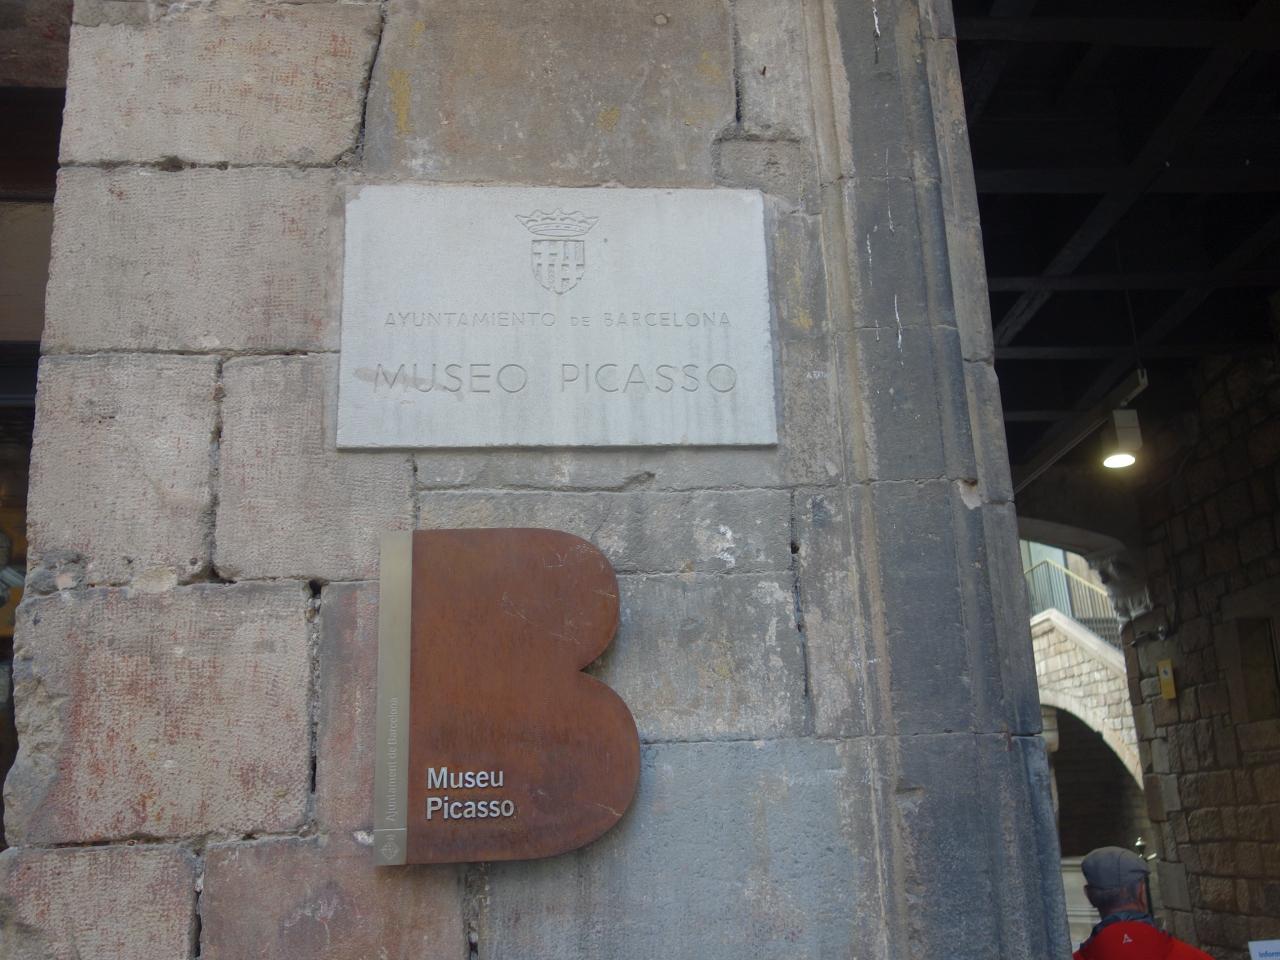 AYUNTAMIENTO DE BARCELONA
MUSEO PICASSO
Ajuntament de Barcelona
Museu
Picasso